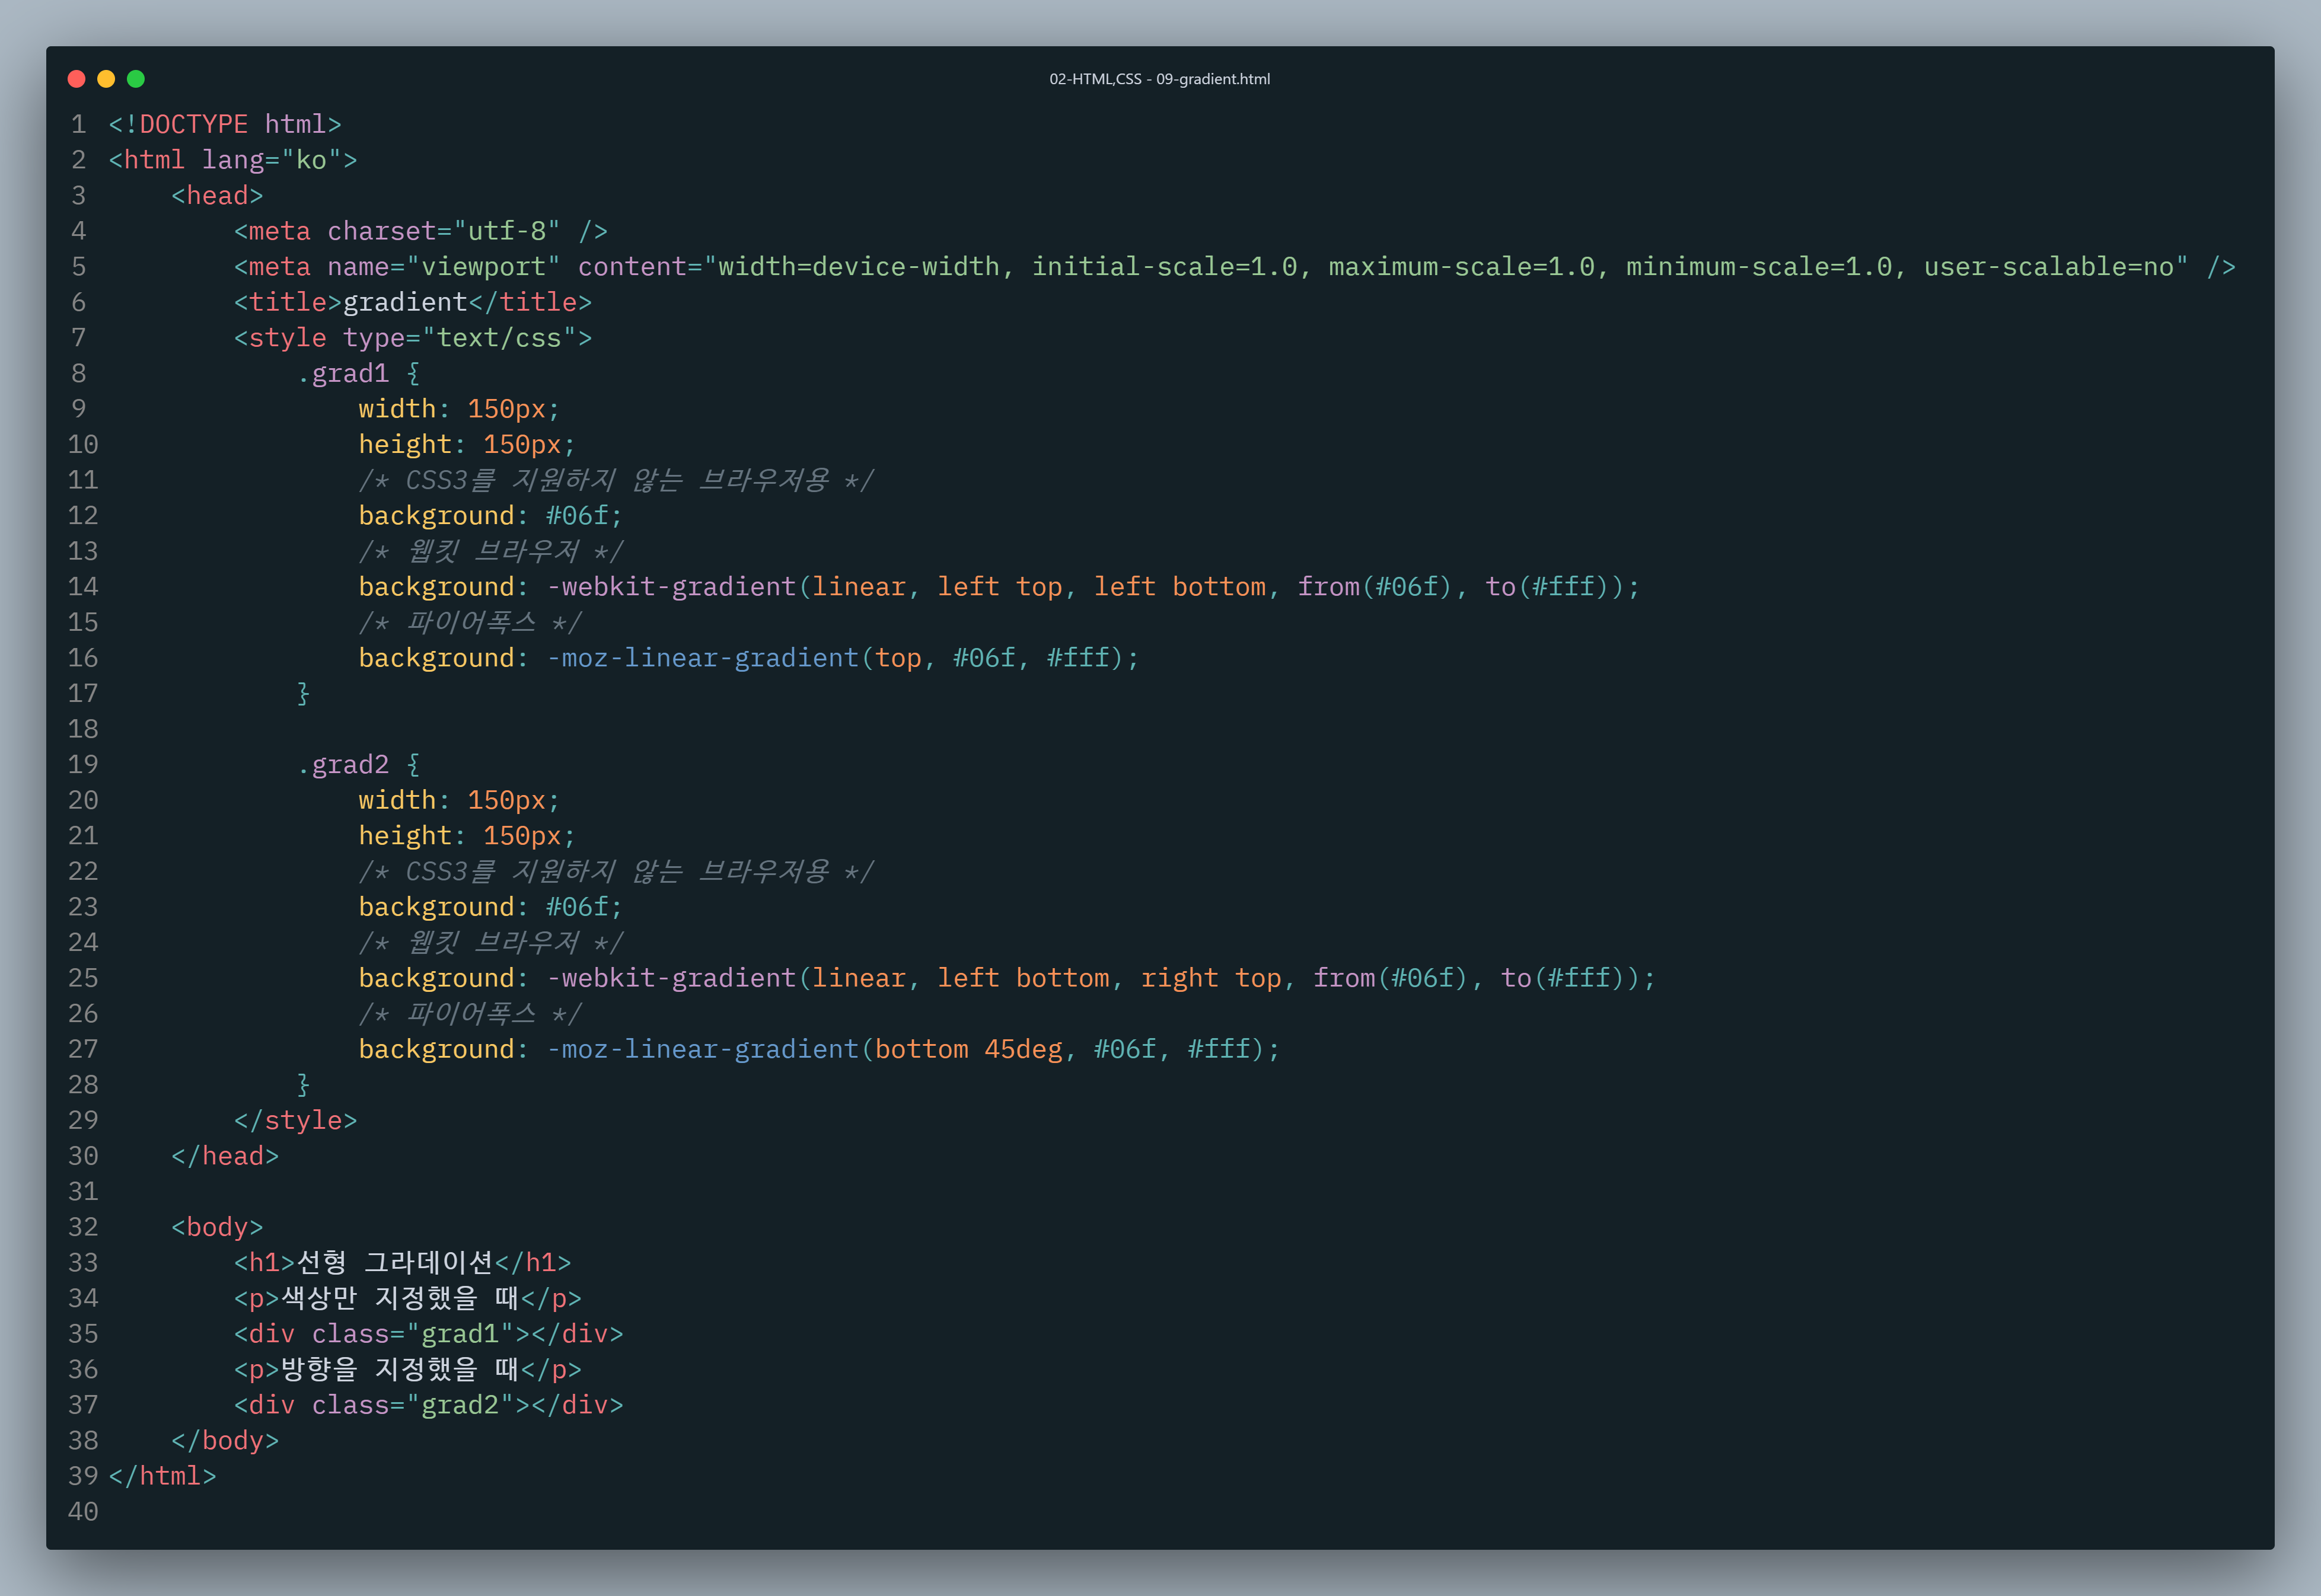 02-HTML,CSS - 09-gradient.html
1 <!DOCTYPE html>
2 <html lang="ko">
3     <head>
4         <meta charset="utf-8" />
5         <meta name="viewport" content="width=device-width, initial-scale=1.0, maximum-scale=1.0, minimum-scale=1.0, user-scalable=no" />
6         <title>gradient</title>
7         <style type="text/css">
8             .grad1 {
9                 width: 150px;
10                 height: 150px;
11                 /* CSS3를 지원하지 않는 브라우저용 */
12                 background: #06f;
13                 /* 웹킷 브라우저 */
14                 background: -webkit-gradient(linear, left top, left bottom, from(#06f), to(#fff));
15                 /* 파이어폭스 */
16                 background: -moz-linear-gradient(top, #06f, #fff);
17             }
18
19             .grad2 {
20                 width: 150px;
21                 height: 150px;
22                 /* CSS3를 지원하지 않는 브라우저용 */
23                 background: #06f;
24                 /* 웹킷 브라우저 */
25                 background: -webkit-gradient(linear, left bottom, right top, from(#06f), to(#fff));
26                 /* 파이어폭스 */
27                 background: -moz-linear-gradient(bottom 45deg, #06f, #fff);
28             }
29         </style>
30     </head>
31
32     <body>
33         <h1>선형 그라데이션</h1>
34         <p>색상만 지정했을 때</p>
35         <div class="grad1"></div>
36         <p>방향을 지정했을 때</p>
37         <div class="grad2"></div>
38     </body>
39 </html>
40